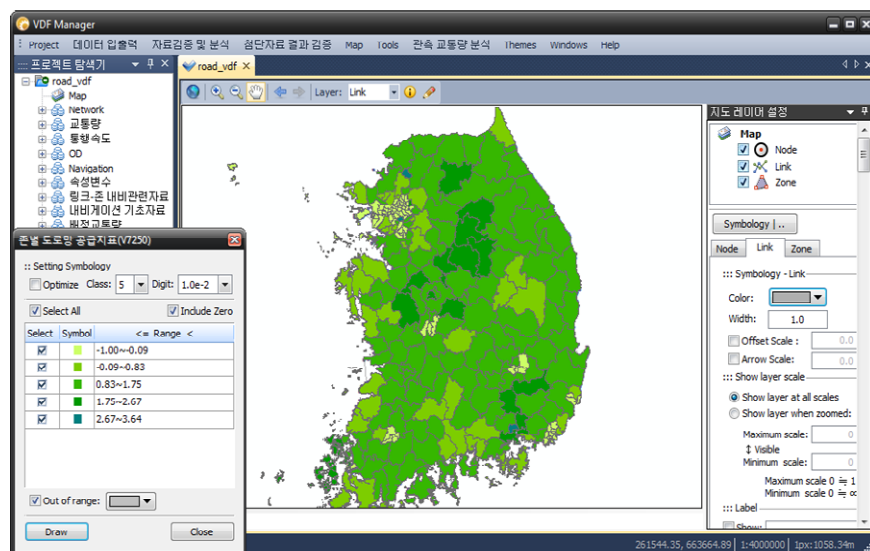 VDF Manager
Project 데이터 입출력 자료검증 및 분석 첨단자료 결과 검증 Map Tools 관측 교통량 분석 Themes Windows Help
프로젝트 탐색기
road_vdf
Map
Network
교통량
통행속도
OD
Navigation
속성변수
링크-존 내비관련자료
내비게이션 기초자료
배정교통량
road_vdf
Layer: Link
지도 레이어 설정
Map
Node
Link
Zone
Symbology | ..
Node Link Zone
::: Symbology - Link
Color:
Width: 1.0
Offset Scale : 0.0
Arrow Scale: 0.0
::: Show layer scale
Show layer at all scales
Show layer when zoomed:
Maximum scale: 0
↕ Visible
Minimum scale: 0
Maximum scale 0 ≒ 1
Minimum scale 0 ≒ ∞
::: Label
Show:
존별 도로망 공급지표(V7250)
:: Setting Symbology
Optimize Class: 5 Digit: 1.0e-2
Select All Include Zero
Select Symbol <= Range <
-1.00~-0.09
-0.09~0.83
0.83~1.75
1.75~2.67
2.67~3.64
Out of range:
Draw Close
261544.35, 663664.89 1:4000000 1px:1058.34m